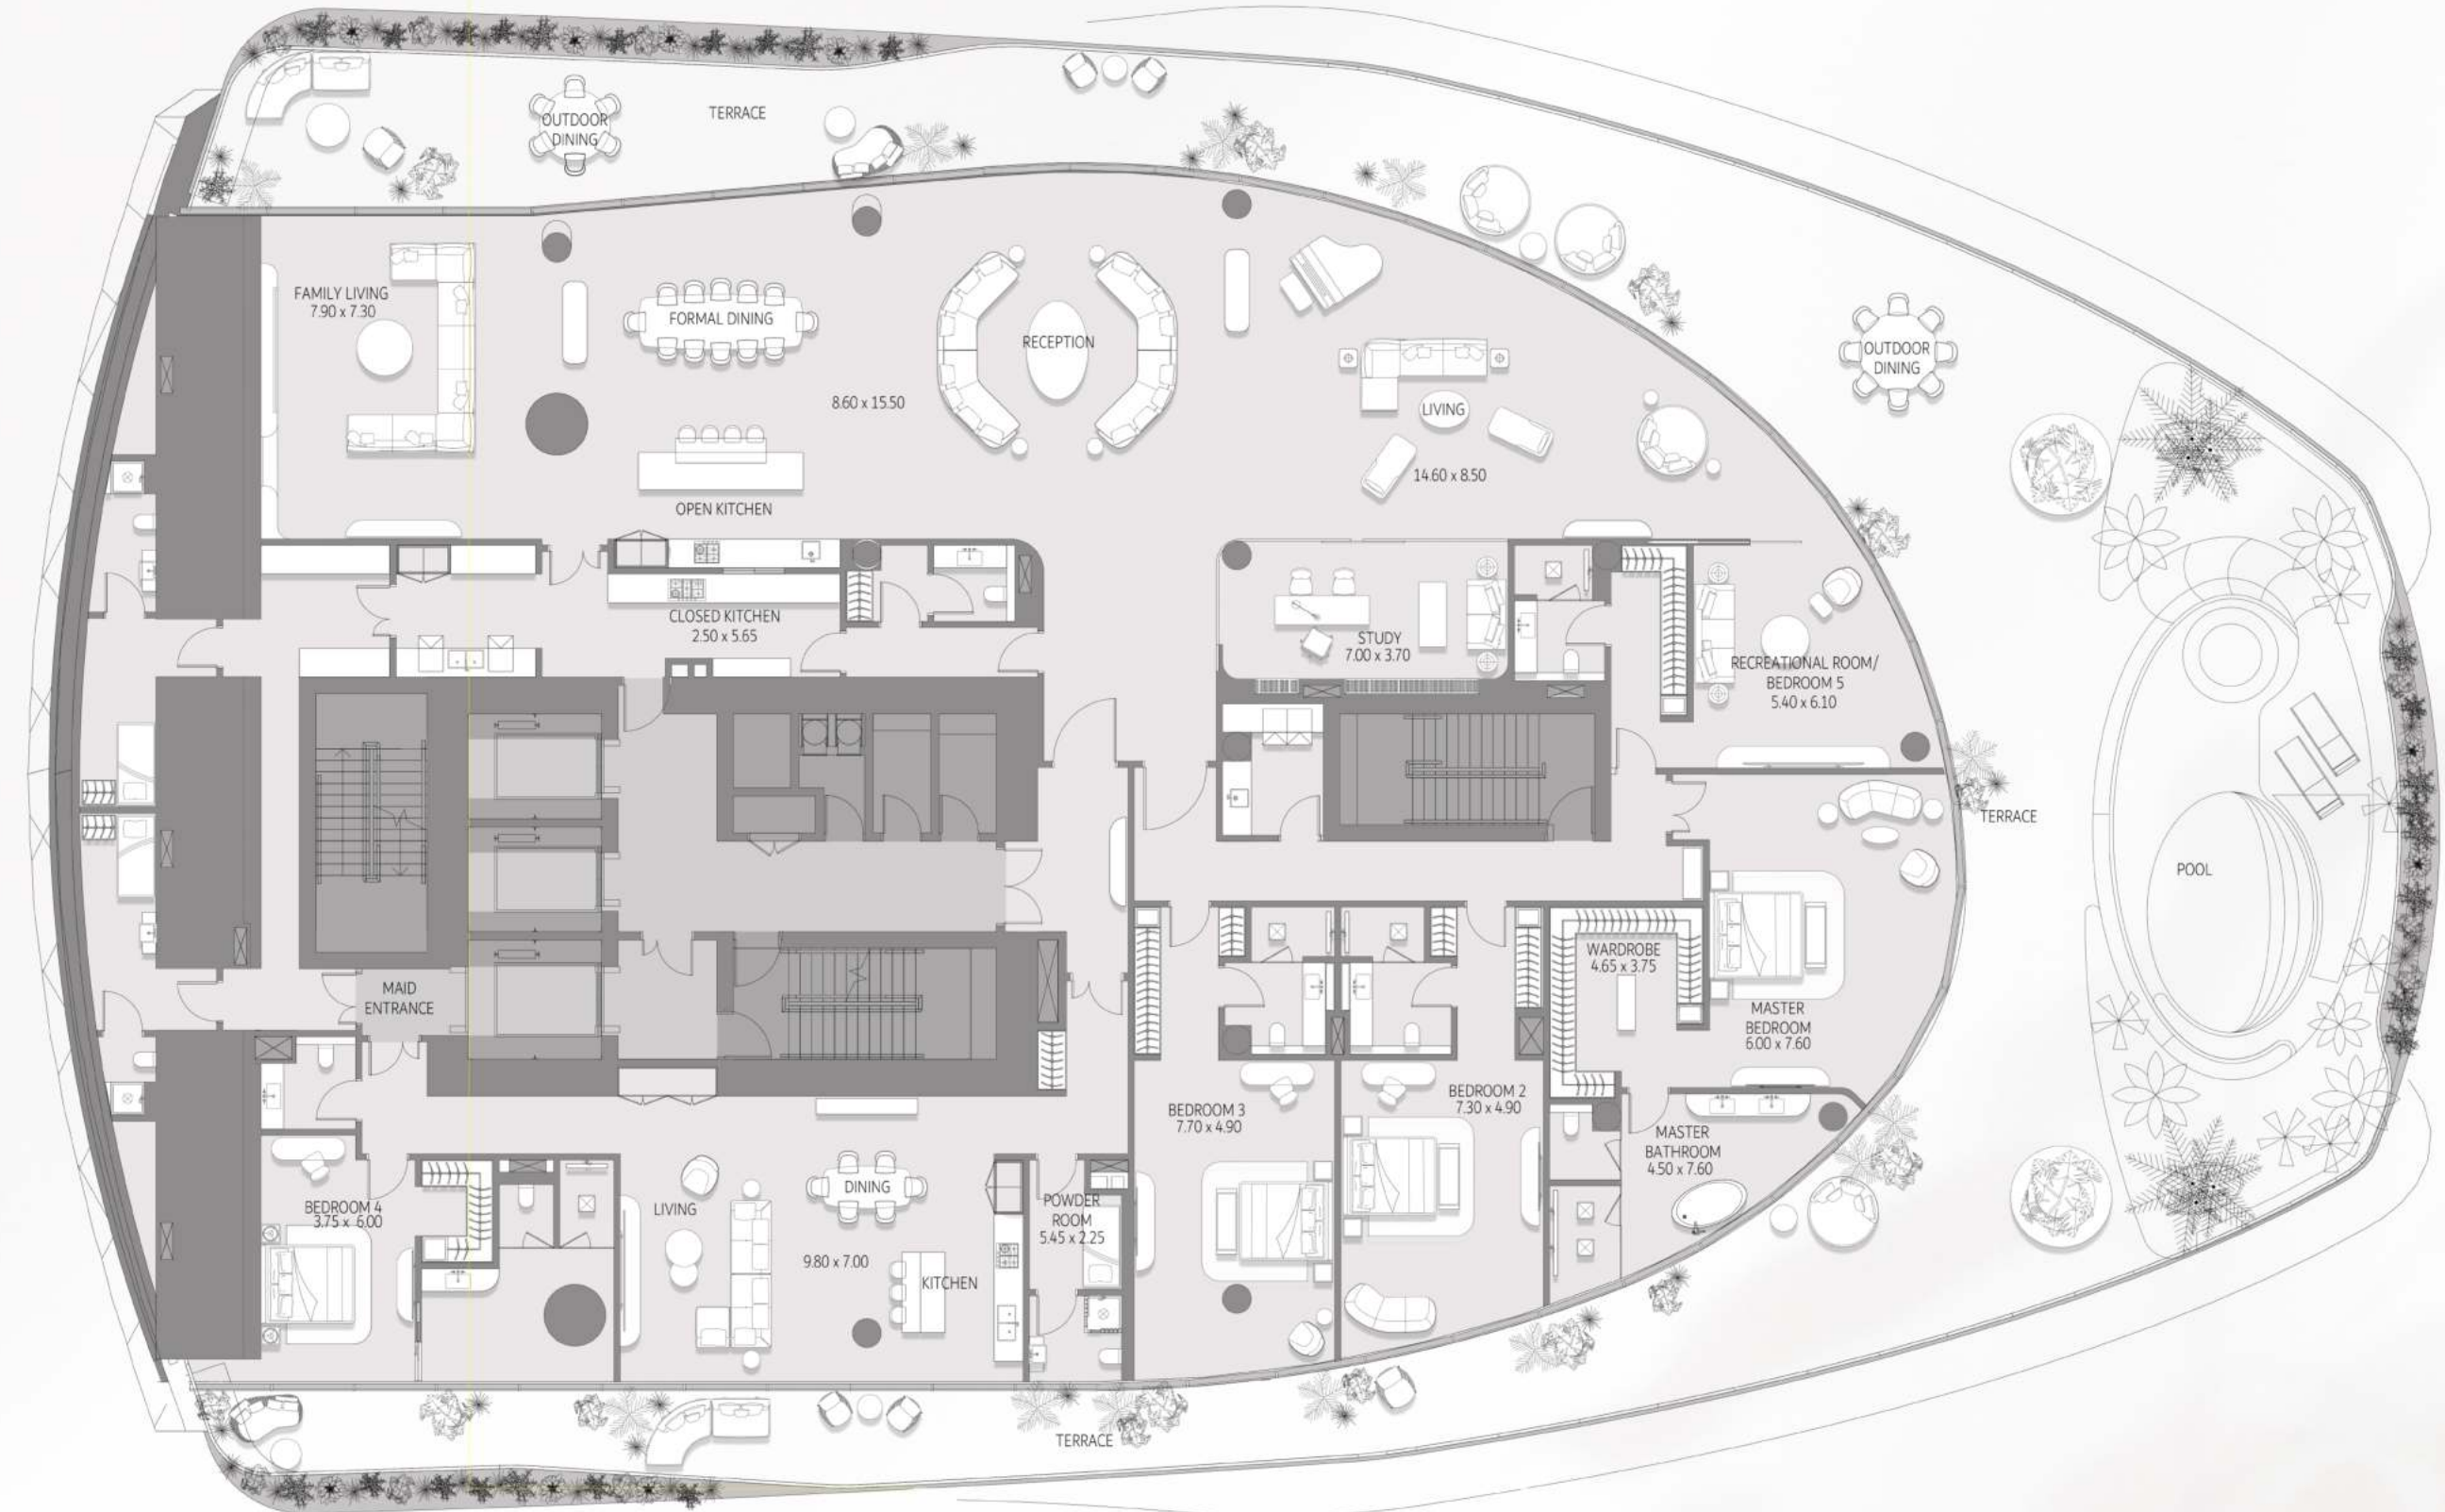 OUTDOOR
DINING
TERRACE
FAMILY LIVING
7.90 x 7.30
FORMAL DINING
RECEPTION
8.60 x 15.50
OPEN KITCHEN
LIVING
14.60 x 8.50
OUTDOOR
DINING
CLOSED KITCHEN
2.50 x 5.65
STUDY
7.00 x 3.70
RECREATIONAL ROOM/
BEDROOM 5
5.40 x 6.10
TERRACE
POOL
MAID
ENTRANCE
WARDROBE
4.65 x 3.75
MASTER
BEDROOM
6.00 x 7.60
BEDROOM 3
7.70 x 4.90
BEDROOM 2
7.30 x 4.90
MASTER
BATHROOM
4.50 x 7.60
BEDROOM 4
3.75 x 6.00
LIVING
DINING
9.80 x 7.00
KITCHEN
POWDER
ROOM
5.45 x 2.25
TERRACE